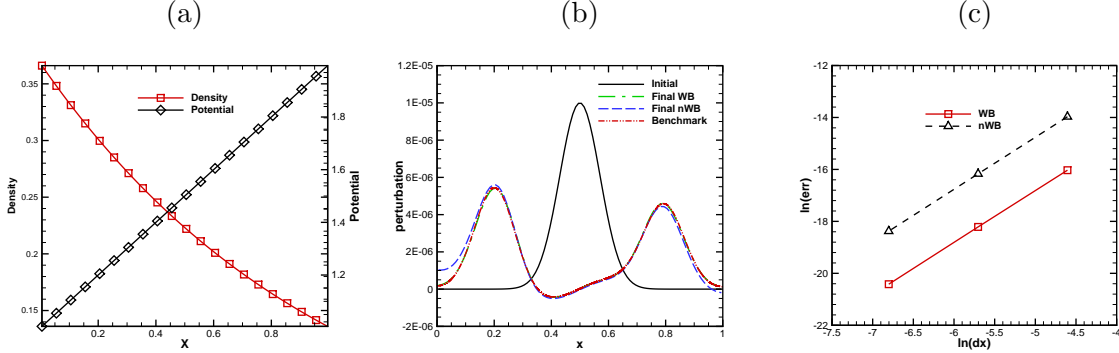 (a)
(b)
(c)
Density
Potential
0.35
0.3
0.25
0.2
0.15
Density
0.2
0.4
0.6
0.8
X
1.8
1.6
1.4
1.2
Potential
Initial
Final WB
Final nWB
Benchmark
1.2E-05
1E-05
8E-06
6E-06
4E-06
2E-06
0
-2E-06
perturbation
0
0.2
0.4
0.6
0.8
1
x
WB
nWB
-12
-14
-16
-18
-20
-22
ln(err)
-7.5
-7
-6.5
-6
-5.5
-5
-4.5
-4
ln(dx)